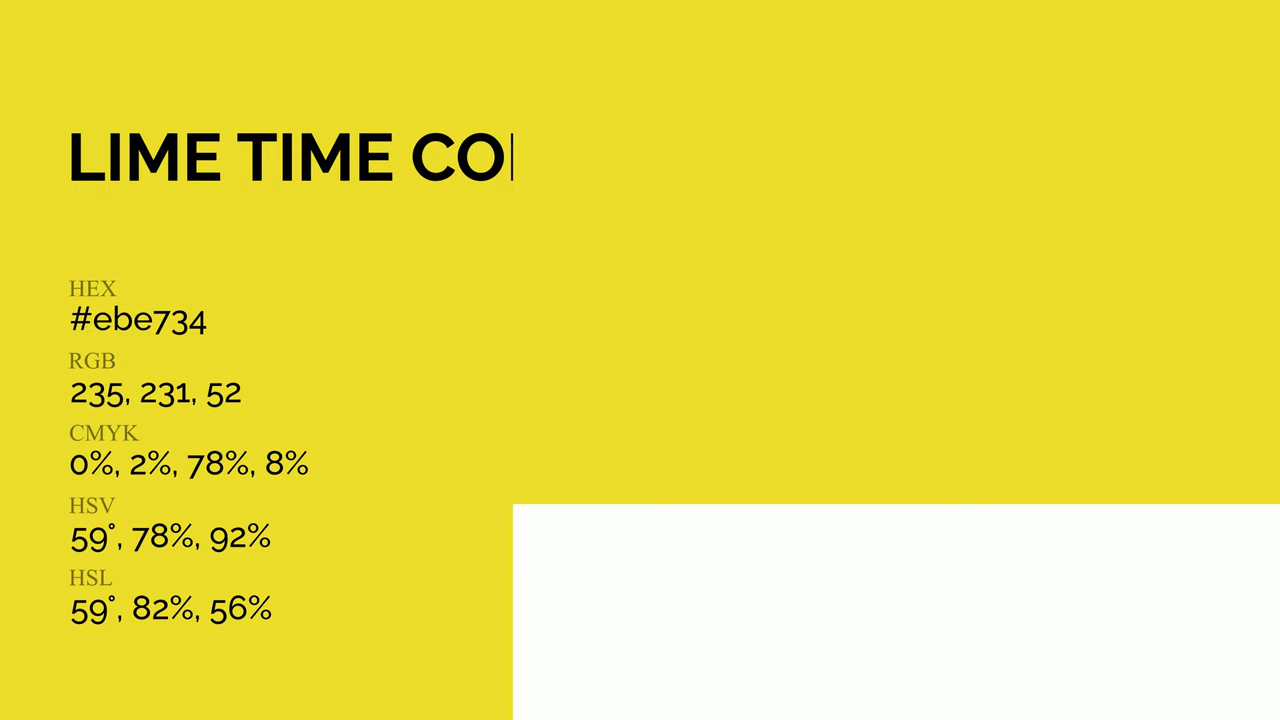 LIME TIME CO
HEX
#ebe734
RGB
235, 231, 52
CMYK
0%, 2%, 78%, 8%
HSV
59°, 78%, 92%
HSL
59°, 82%, 56%